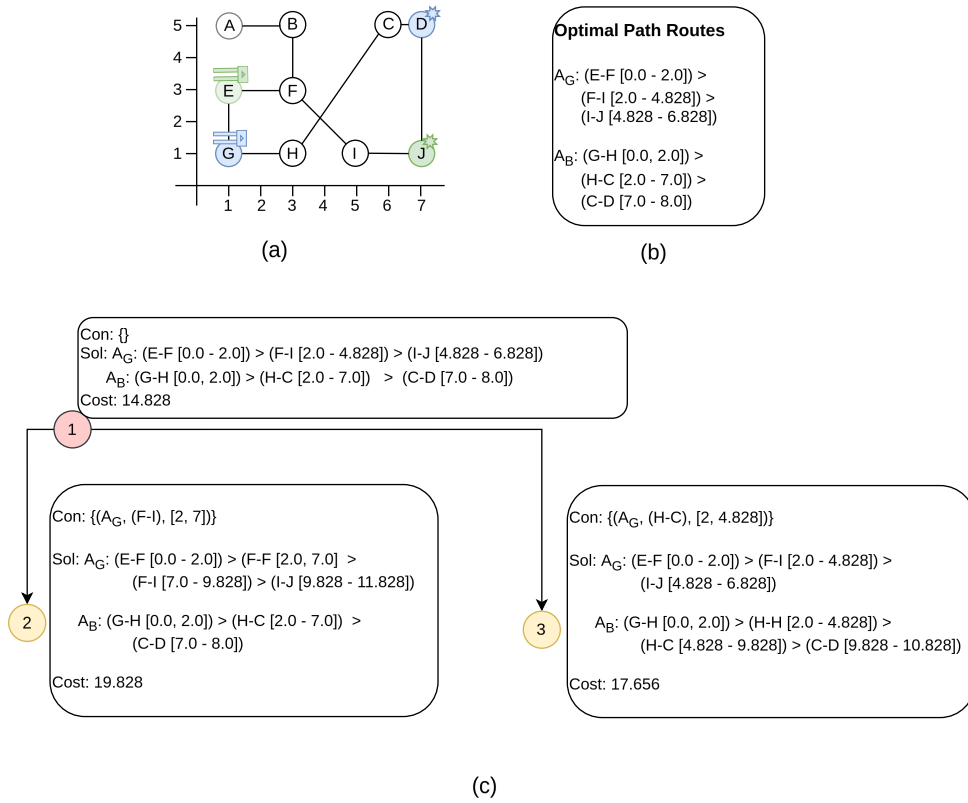 5
A
B
C
D
4
3
E
F
2
1
G
H
I
J
1 2 3 4 5 6 7
(a)
Optimal Path Routes
AG: (E-F [0.0 - 2.0]) >
(F-I [2.0 - 4.828]) >
(I-J [4.828 - 6.828])
AB: (G-H [0.0, 2.0]) >
(H-C [2.0 - 7.0]) >
(C-D [7.0 - 8.0])
(b)
Con: {}
Sol: AG: (E-F [0.0 - 2.0]) > (F-I [2.0 - 4.828]) > (I-J [4.828 - 6.828])
AB: (G-H [0.0, 2.0]) > (H-C [2.0 - 7.0]) > (C-D [7.0 - 8.0])
Cost: 14.828
1
Con: {(AG, (F-I), [2, 7])}
Sol: AG: (E-F [0.0 - 2.0]) > (F-F [2.0, 7.0] >
(F-I [7.0 - 9.828]) > (I-J [9.828 - 11.828])
AB: (G-H [0.0, 2.0]) > (H-C [2.0 - 7.0]) >
(C-D [7.0 - 8.0])
Cost: 19.828
2
Con: {(AG, (H-C), [2, 4.828])}
Sol: AG: (E-F [0.0 - 2.0]) > (F-I [2.0 - 4.828]) >
(I-J [4.828 - 6.828])
AB: (G-H [0.0, 2.0]) > (H-H [2.0 - 4.828]) >
(H-C [4.828 - 9.828]) > (C-D [9.828 - 10.828])
Cost: 17.656
3
(c)